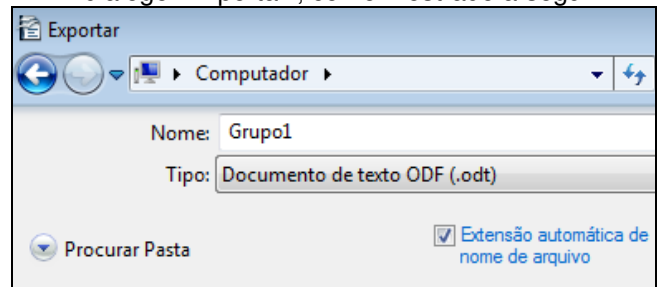 Exportar
Computador
Nome: Grupo1
Tipo: Documento de texto ODF (.odt)
Procurar Pasta
Extensão automática de
nome de arquivo